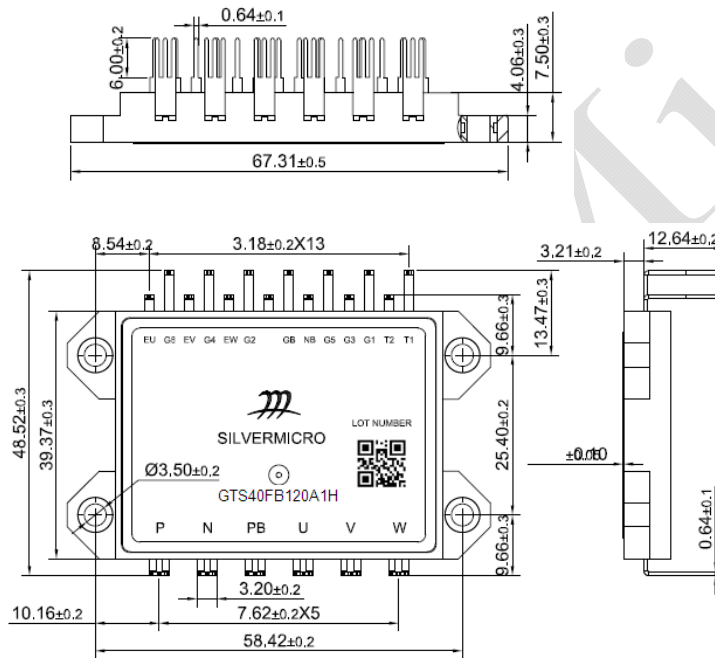 0.64±0.1
6.00±0.2
4.06±0.3
7.50±0.3
67.31±0.5
8.54±0.2
3.18±0.2X13
3.21±0.2
12.64±0.2
EU G6 EV G4 EW G2 GB NB G5 G3 G1 T2 T1
9.66±0.3
13.47±0.3
48.52±0.3
39.37±0.3
SILVERMICRO
LOT NUMBER
Ø3.50±0.2
GTS40FB120A1H
25.40±0.2
P N PB U V W
9.66±0.3
0.64±0.1
3.20±0.2
10.16±0.2
7.62±0.2X5
58.42±0.2